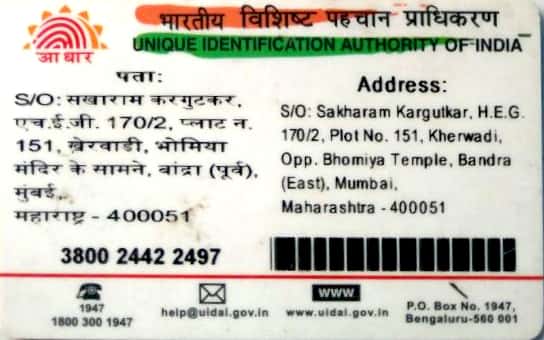 भारतीय विशिष्ट पहचान प्राधिकरण
UNIQUE IDENTIFICATION AUTHORITY OF INDIA
आधार
पता:
S/O: सखाराम करगुटकर,
एच.ई.जी. 170/2, प्लाट न.
151, खेरवाडी, भोमिया
मंदिर के सामने, बांद्रा (पूर्व),
मुंबई,
महाराष्ट्र - 400051
Address:
S/O: Sakharam Kargutkar, H.E.G.
170/2, Plot No. 151, Kherwadi,
Opp. Bhomiya Temple, Bandra
(East), Mumbai,
Maharashtra - 400051
3800 2442 2497
1947
1800 300 1947
help@uidai.gov.in
WWW
www.uidai.gov.in
P.O. Box No. 1947,
Bengaluru-560 001